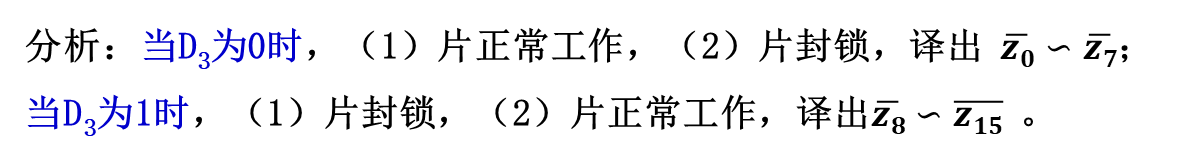 分析：当D₃为0时，（1）片正常工作，（2）片封锁，译出 z̅₀ ∽ z̅₇;
当D₃为1时，（1）片封锁，（2）片正常工作，译出z̅₈ ∽ z̅₁₅ 。